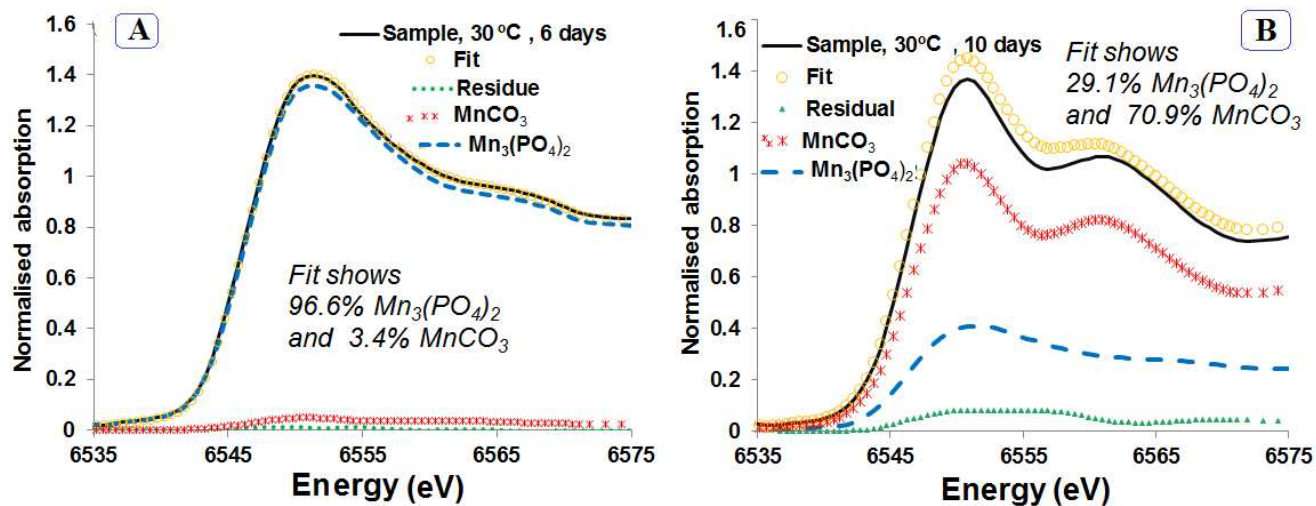 A
1.6
1.4
1.2
1
0.8
0.6
0.4
0.2
0
Normalised absorption
Sample, 30 ºC , 6 days
Fit
Residue
MnCO₃
Mn₃(PO₄)₂
Fit shows
96.6% Mn₃(PO₄)₂
and 3.4% MnCO₃
6535 6545 6555 6565 6575
Energy (eV)
B
1.6
1.4
1.2
1
0.8
0.6
0.4
0.2
0
Normalised absorption
Sample, 30ºC , 10 days
Fit
Residual
MnCO₃
Mn₃(PO₄)₂
Fit shows
29.1% Mn₃(PO₄)₂
and 70.9% MnCO₃
6535 6545 6555 6565 6575
Energy (eV)